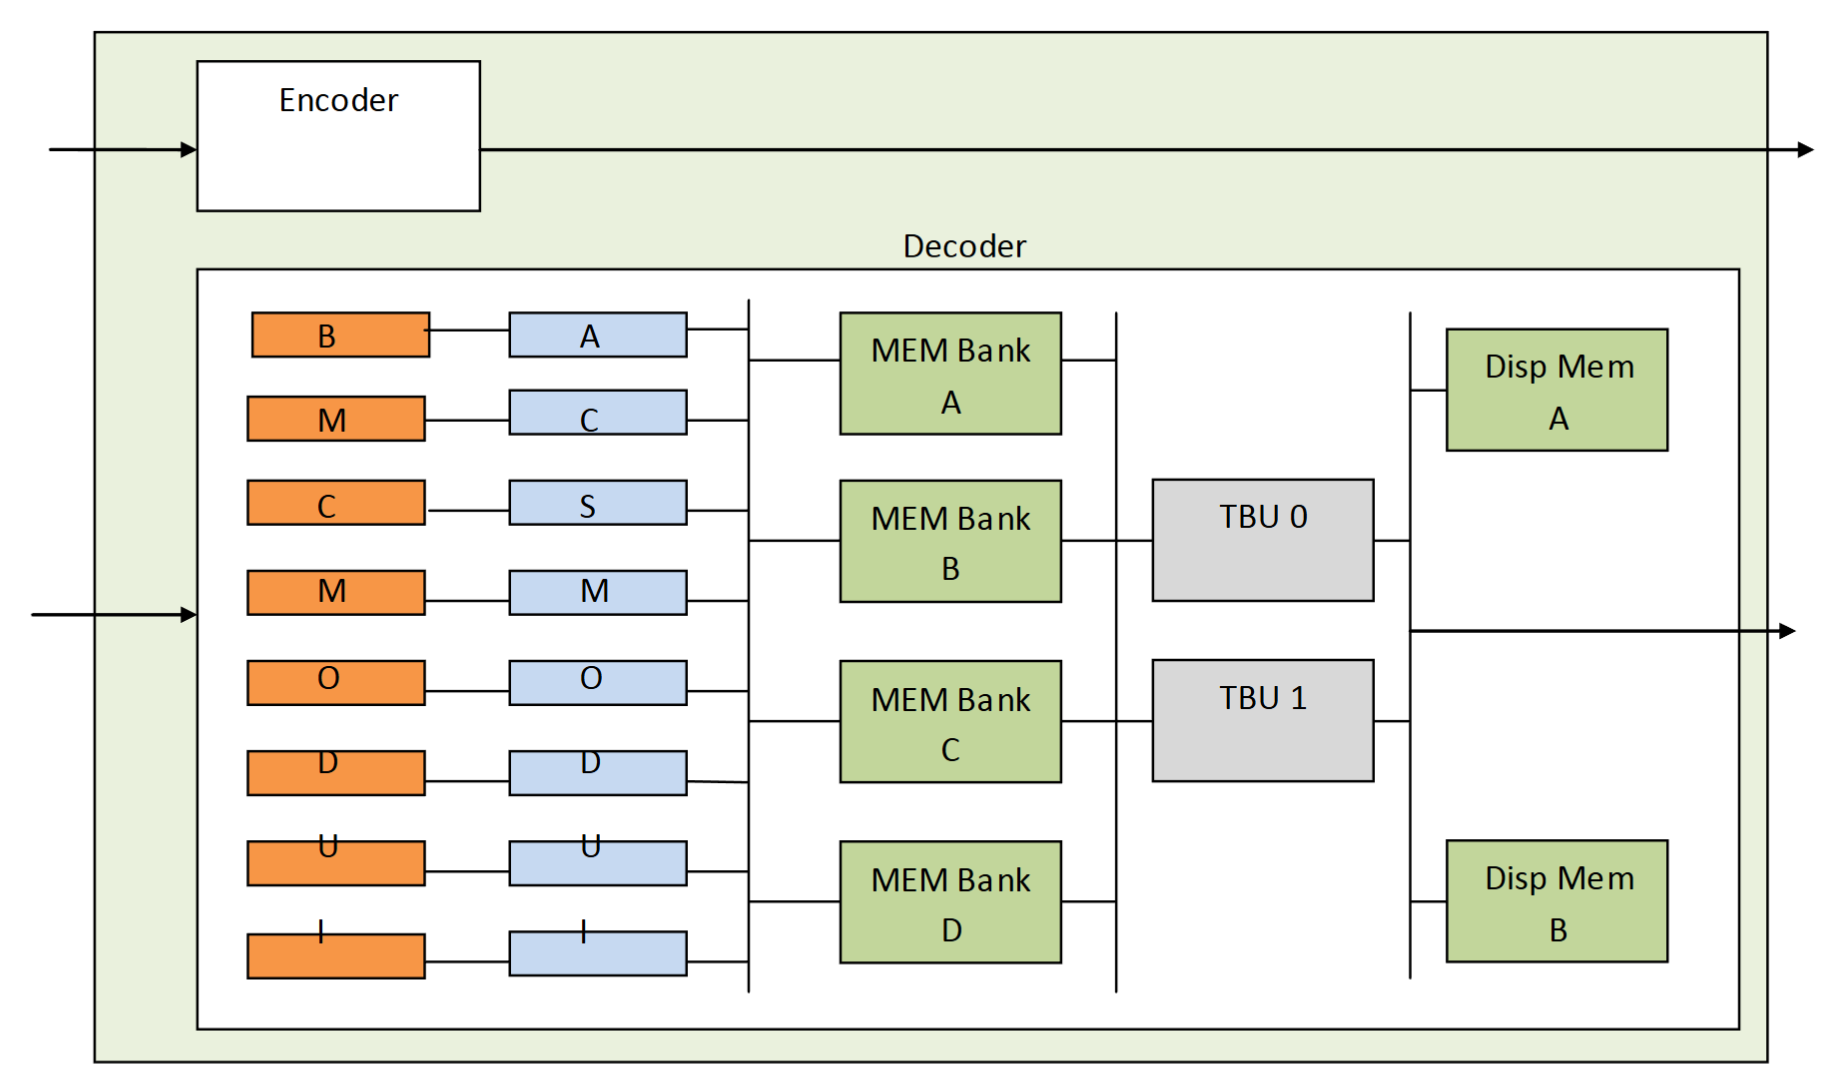 Encoder
Decoder
B
M
C
M
O
D
U
I
A
C
S
M
O
D
U
I
MEM Bank
A
MEM Bank
B
MEM Bank
C
MEM Bank
D
TBU 0
TBU 1
Disp Mem
A
Disp Mem
B